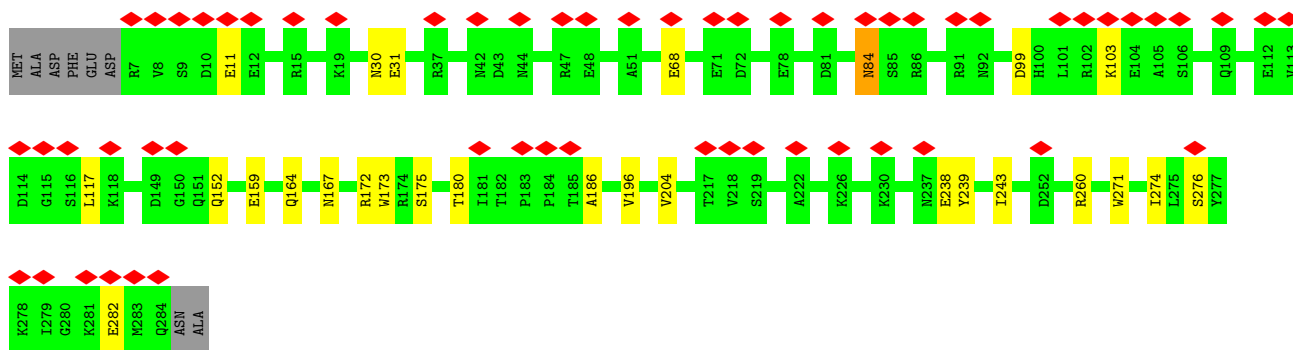 MET ALA ASP PHE GLU ASP R7 V8 S9 D10 E11 E12 R15 K19 N30 E31 R37 N42 D43 N44 R47 E48 A51 E68 E71 D72 E78 D81 N84 S85 R86 R91 N92 D99 H100 L101 R102 K103 E104 A105 S106 Q109 E112 V113
D114 G115 S116 L117 K118 D149 G150 Q151 Q152 E159 Q164 N167 R172 W173 R174 S175 T180 I181 T182 P183 P184 T185 A186 V196 V204 T217 V218 S219 A222 K226 K230 N237 E238 Y239 I243 D252 R260 W271 I274 L275 S276 Y277
K278 I279 G280 K281 E282 M283 Q284 ASN ALA